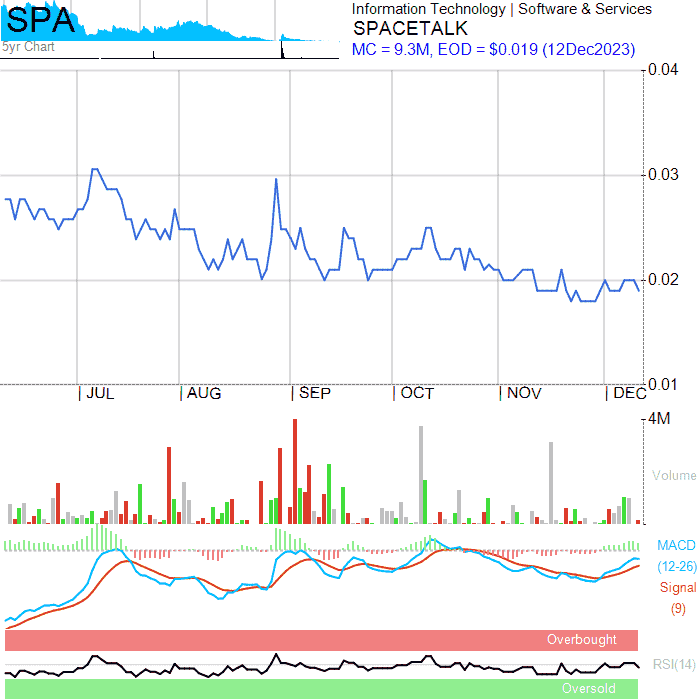 SPA
5yr Chart
Information Technology | Software & Services
SPACETALK
MC = 9.3M, EOD = $0.019 (12Dec2023)
0.04
0.03
0.02
0.01
| JUL | AUG | SEP | OCT | NOV | DEC
4M
Volume
MACD
(12-26)
Signal
(9)
Overbought
RSI(14)
Oversold